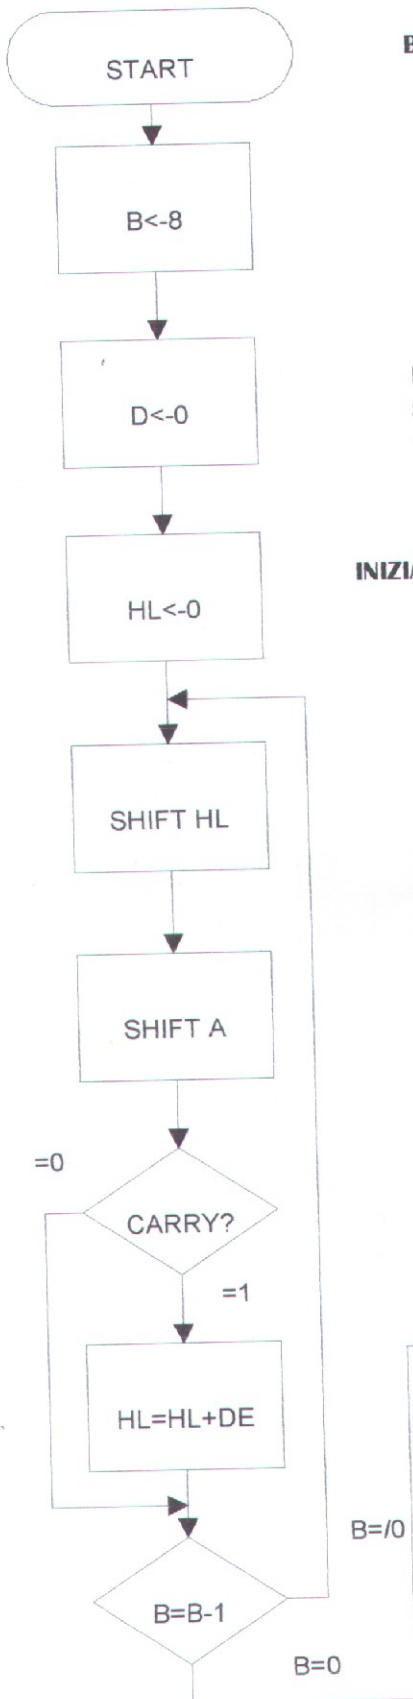 START
B<-8
D<-0
HL<-0
INIZI
SHIFT HL
SHIFT A
=0
CARRY?
=1
HL=HL+DE
B=/0
B=B-1
B=0